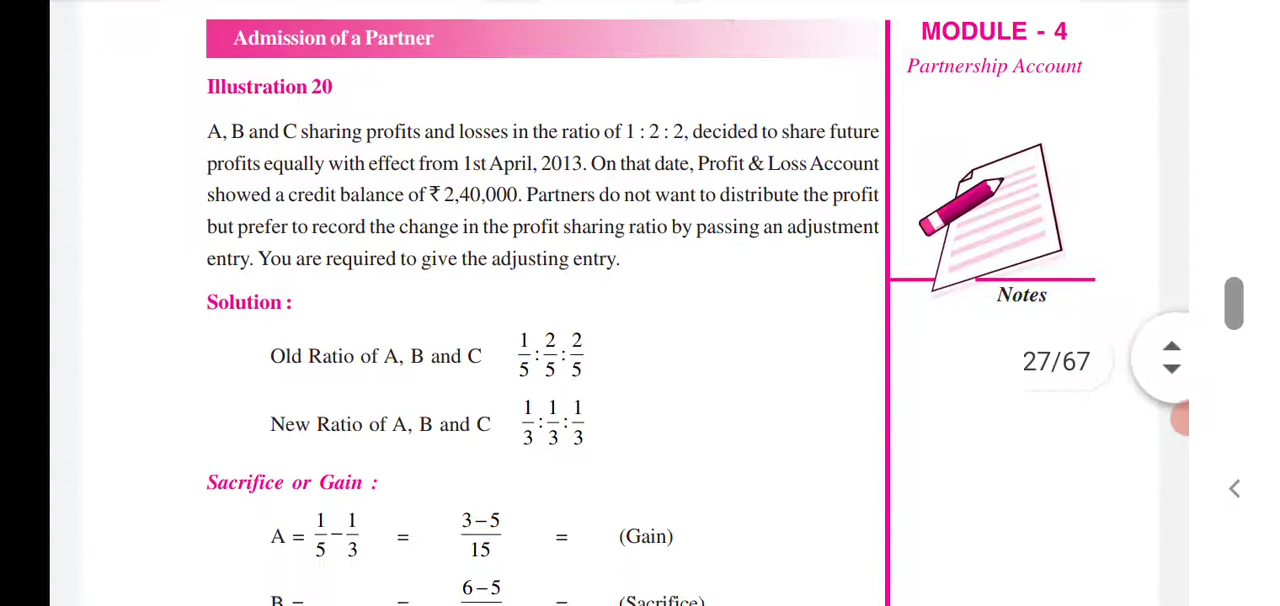 Admission of a Partner
MODULE - 4
Partnership Account
Illustration 20
A, B and C sharing profits and losses in the ratio of 1 : 2 : 2, decided to share future
profits equally with effect from 1st April, 2013. On that date, Profit & Loss Account
showed a credit balance of ₹ 2,40,000. Partners do not want to distribute the profit
but prefer to record the change in the profit sharing ratio by passing an adjustment
entry. You are required to give the adjusting entry.
Notes
Solution :
Old Ratio of A, B and C 1/5 : 2/5 : 2/5
27/67
New Ratio of A, B and C 1/3 : 1/3 : 1/3
Sacrifice or Gain :
A = 1/5 – 1/3 = 3 – 5/15 = (Gain)
B = = 6 – 5 = (Sacrifice)